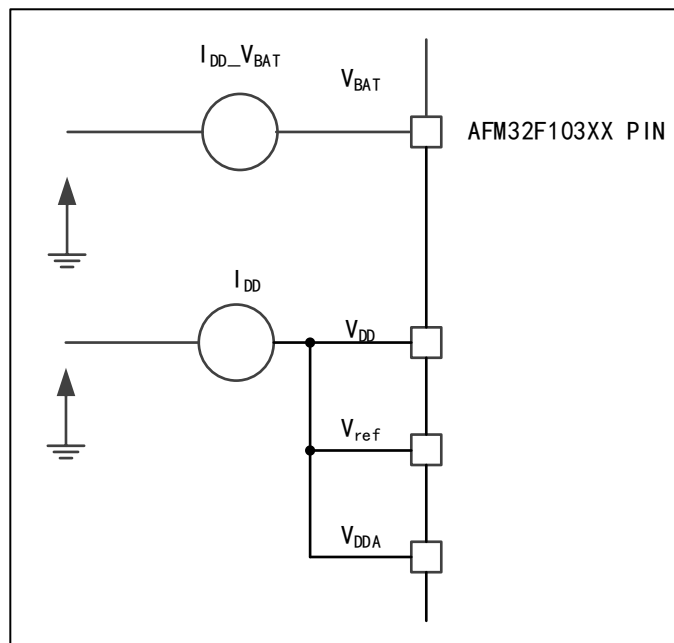 I_DD_V_BAT
V_BAT
AFM32F103XX PIN
I_DD
V_DD
V_ref
V_DDA